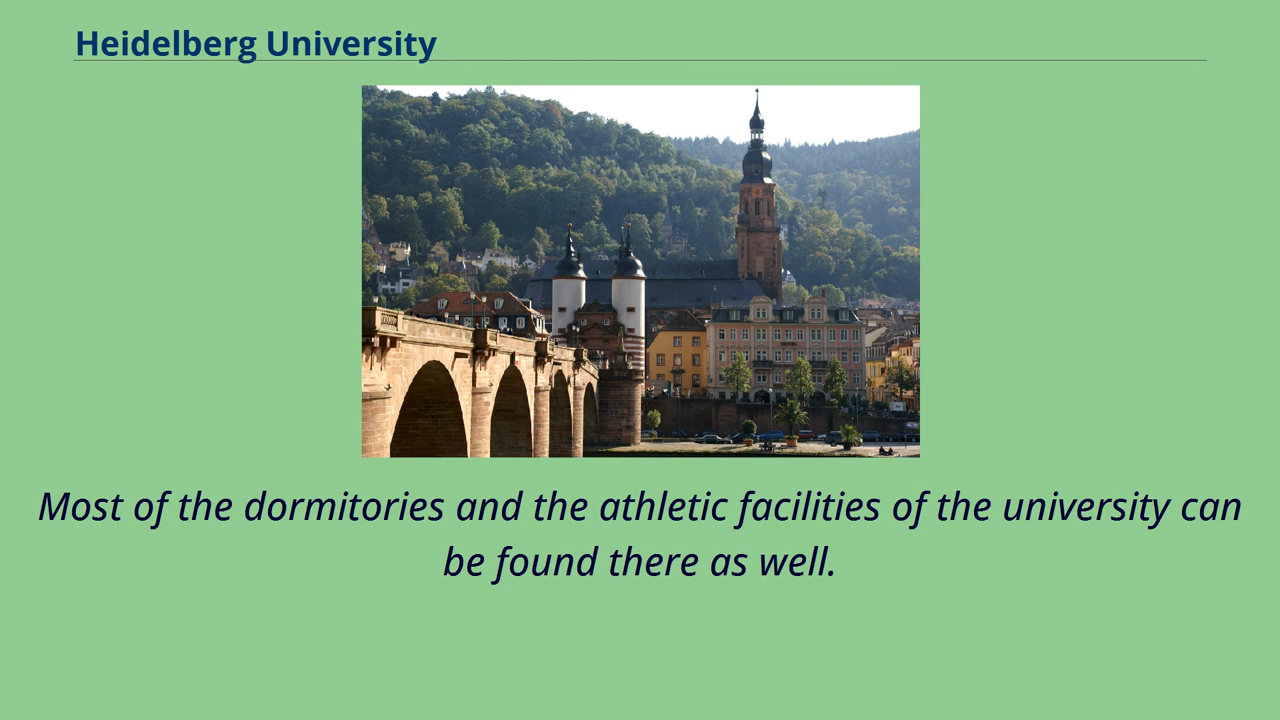 Heidelberg University
Most of the dormitories and the athletic facilities of the university can
be found there as well.